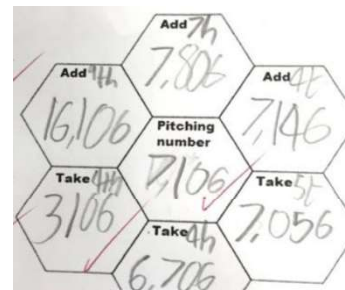 Add 7h
7,806
Add 9th
16,106
Add 4t
7,146
Pitching
number
7,106
Take 4th
3106
Take 5t
7,056
Take 4h
6,706